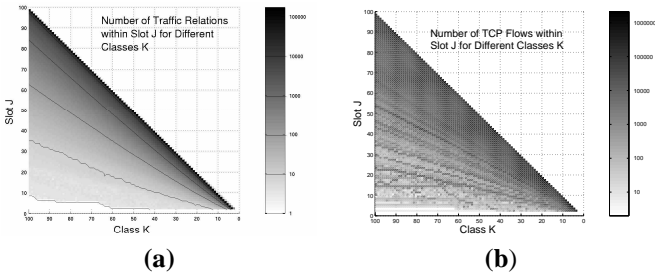 Number of Traffic Relations
within Slot J for Different
Classes K
100
90
80
70
60
50
40
30
20
10
0
Slot J
100 90 80 70 60 50 40 30 20 10 0
Class K
100000
10000
1000
100
10
1
(a)
Number of TCP Flows within
Slot J for Different Classes K
100
90
80
70
60
50
40
30
20
10
0
Slot J
100 90 80 70 60 50 40 30 20 10 0
Class K
1000000
100000
10000
1000
100
10
(b)